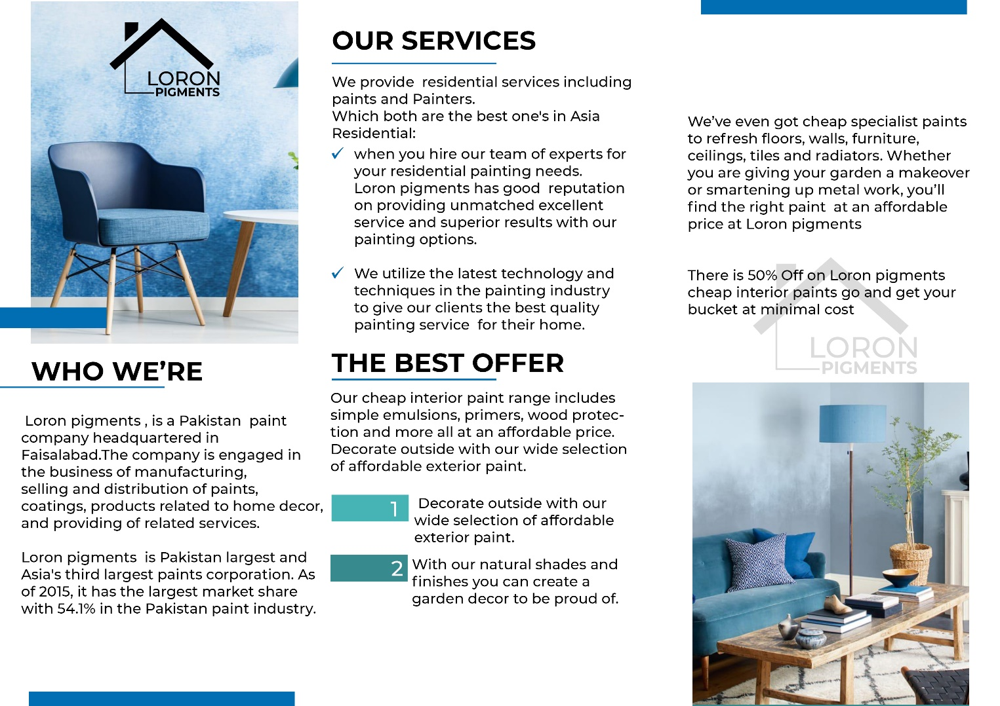 LORON
PIGMENTS
WHO WE’RE
Loron pigments , is a Pakistan  paint
company headquartered in
Faisalabad.The company is engaged in
the business of manufacturing,
selling and distribution of paints,
coatings, products related to home decor,
and providing of related services.
Loron pigments  is Pakistan largest and
Asia's third largest paints corporation. As
of 2015, it has the largest market share
with 54.1% in the Pakistan paint industry.
OUR SERVICES
We provide  residential services including
paints and Painters.
Which both are the best one's in Asia
Residential:
when you hire our team of experts for
your residential painting needs.
Loron pigments has good  reputation
on providing unmatched excellent
service and superior results with our
painting options.
We utilize the latest technology and
techniques in the painting industry
to give our clients the best quality
painting service  for their home.
THE BEST OFFER
Our cheap interior paint range includes
simple emulsions, primers, wood protec-
tion and more all at an affordable price.
Decorate outside with our wide selection
of affordable exterior paint.
1
Decorate outside with our
wide selection of affordable
exterior paint.
2
With our natural shades and
finishes you can create a
garden decor to be proud of.
We’ve even got cheap specialist paints
to refresh floors, walls, furniture,
ceilings, tiles and radiators. Whether
you are giving your garden a makeover
or smartening up metal work, you’ll
find the right paint  at an affordable
price at Loron pigments
There is 50% Off on Loron pigments
cheap interior paints go and get your
bucket at minimal cost
LORON
PIGMENTS